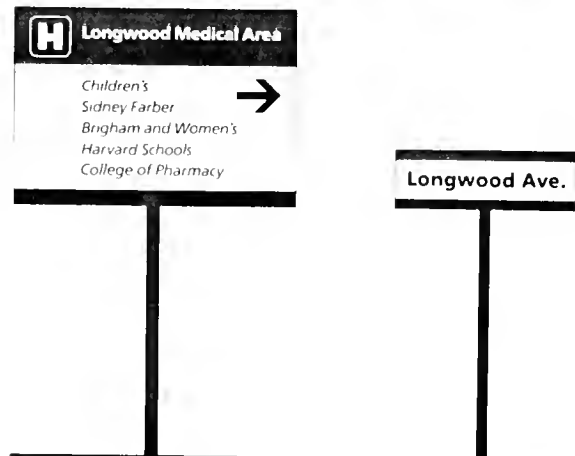 H Longwood Medical Area
Children's
Sidney Farber
Brigham and Women's
Harvard Schools
College of Pharmacy
Longwood Ave.